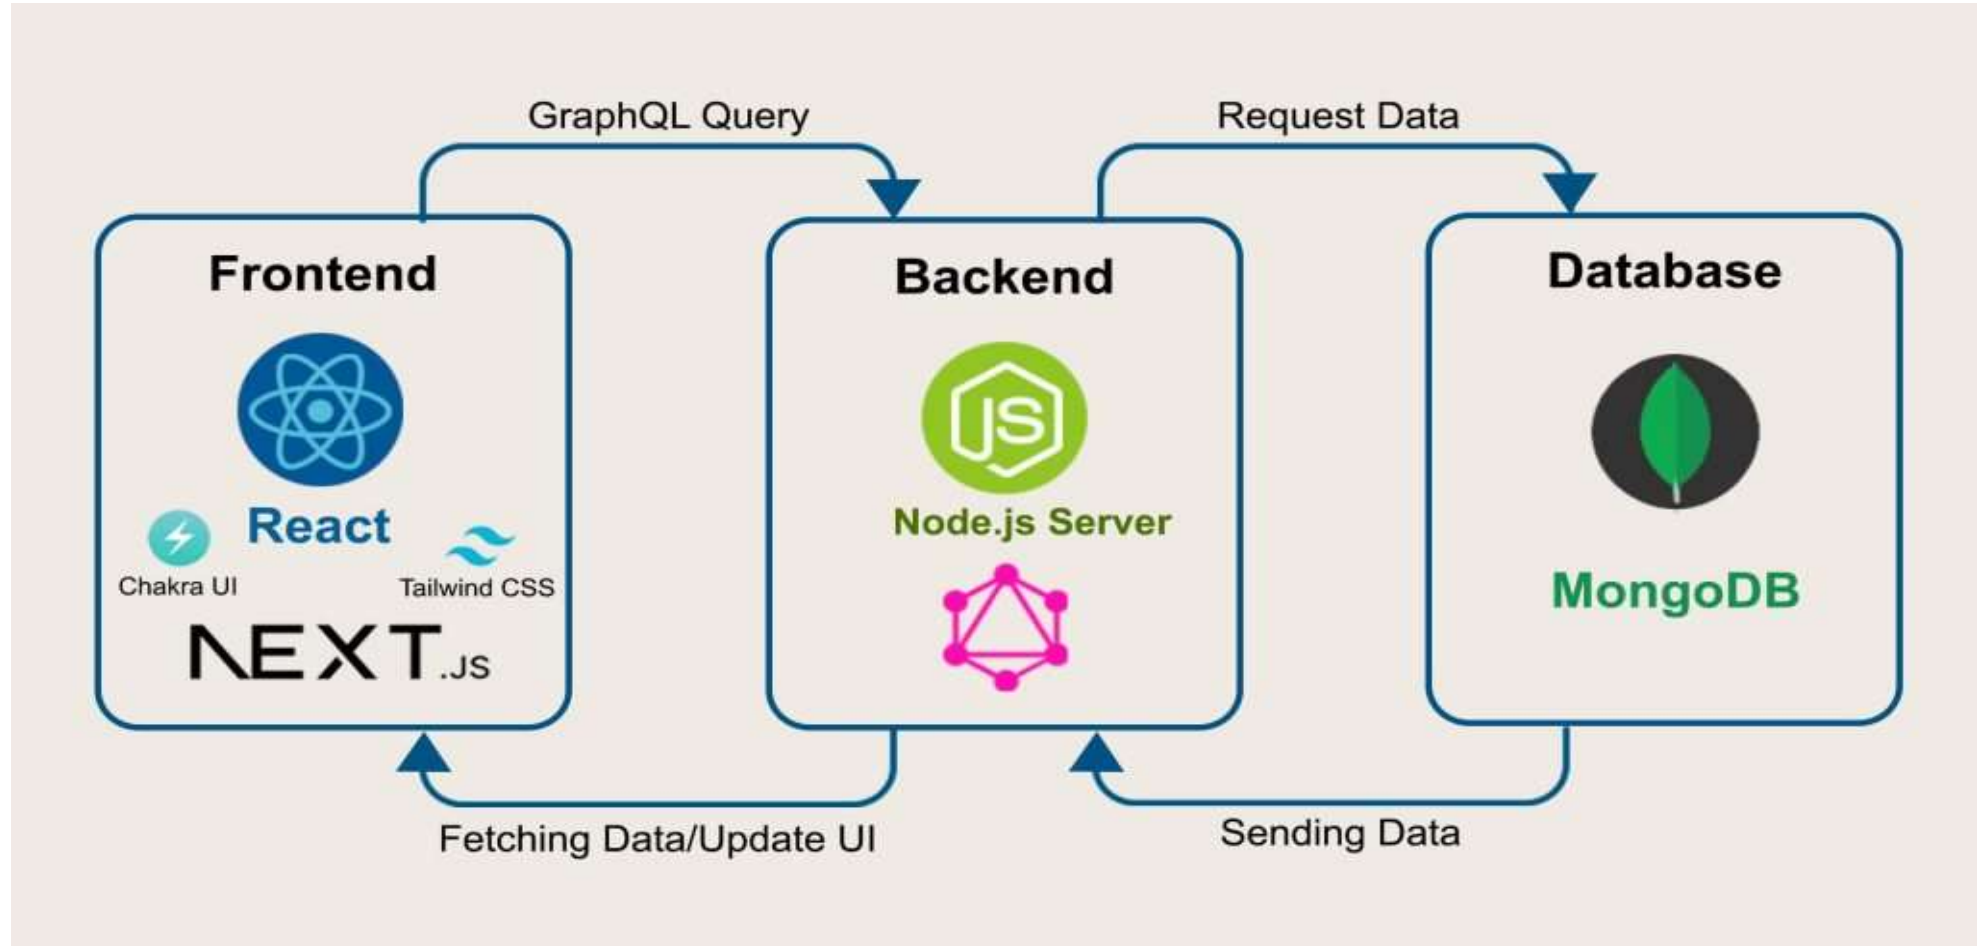 GraphQL Query
Request Data
Frontend
React
Chakra UI
Tailwind CSS
NEXT.JS
Backend
JS
Node.js Server
Database
MongoDB
Fetching Data/Update UI
Sending Data